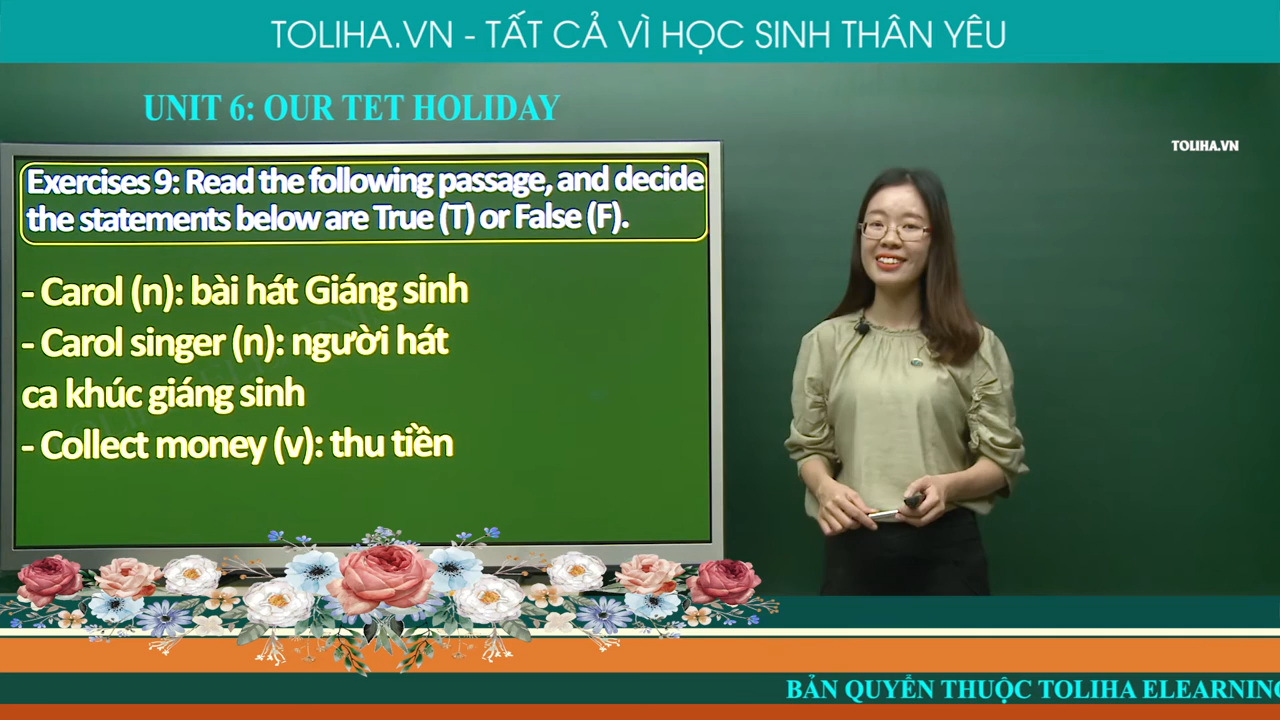 TOLIHA.VN - TẤT CẢ VÌ HỌC SINH THÂN YÊU
UNIT 6: OUR TET HOLIDAY
TOLIHA.VN
Exercises 9: Read the following passage, and decide
the statements below are True (T) or False (F).
- Carol (n): bài hát Giáng sinh
- Carol singer (n): người hát
ca khúc giáng sinh
- Collect money (v): thu tiền
BẢN QUYỀN THUỘC TOLIHA ELEARNING